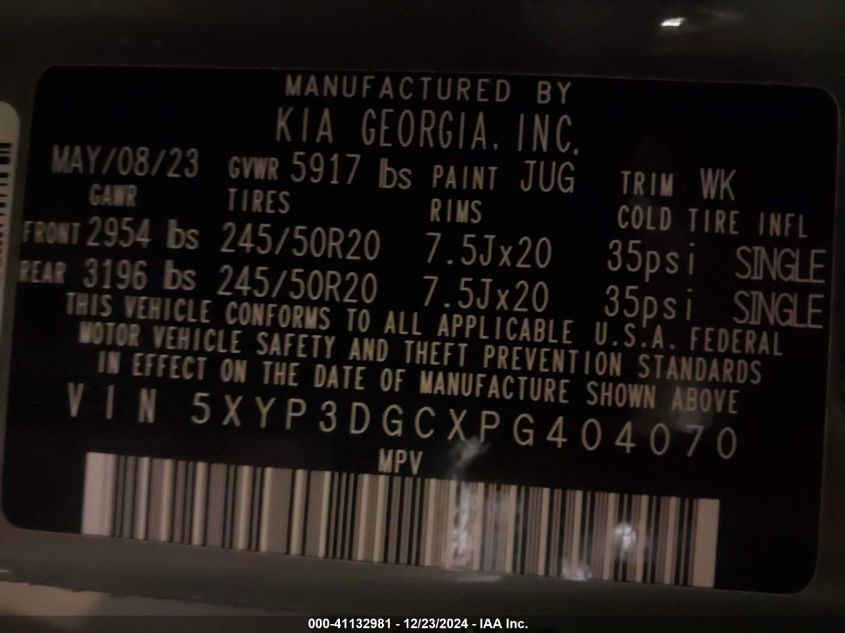 MANUFACTURED BY
KIA GEORGIA, INC.
MAY/08/23 GVWR 5917 lbs PAINT JUG TRIM WK
GAWR TIRES RIMS COLD TIRE INFL
FRONT 2954 lbs 245/50R20 7.5Jx20 35psi SINGLE
REAR 3196 lbs 245/50R20 7.5Jx20 35psi SINGLE
THIS VEHICLE CONFORMS TO ALL APPLICABLE U.S.A. FEDERAL
MOTOR VEHICLE SAFETY AND THEFT PREVENTION STANDARDS
IN EFFECT ON THE DATE OF MANUFACTURE SHOWN ABOVE
VIN 5XYP3DGCXPG404070
MPV
000-41132981 - 12/23/2024 - IAA Inc.